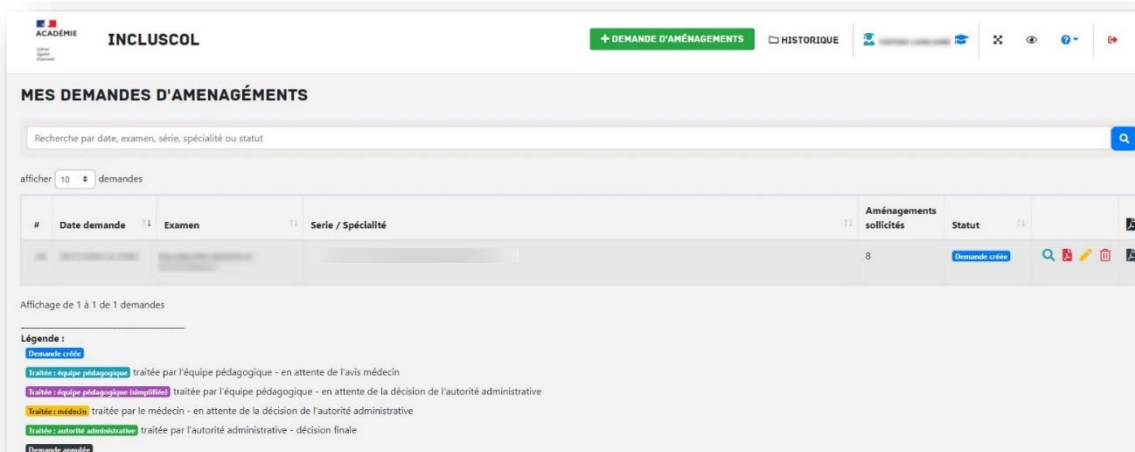 ACADÉMIE
INCLUSCOL
+ DEMANDE D'AMÉNAGEMENTS
HISTORIQUE
MES DEMANDES D'AMENAGÉMENTS
Recherche par date, examen, série, spécialité ou statut
afficher 10 demandes
# Date demande Examen Serie / Spécialité Aménagements sollicités Statut
8 Demande créée
Affichage de 1 à 1 de 1 demandes
Légende :
Demande créée
Traitée : équipe pédagogique traitée par l'équipe pédagogique - en attente de l'avis médecin
Traitée : équipe pédagogique (simplifiée) traitée par l'équipe pédagogique - en attente de la décision de l'autorité administrative
Traitée : médecin traitée par le médecin - en attente de la décision de l'autorité administrative
Traitée : autorité administrative traitée par l'autorité administrative - décision finale
Demande annulée